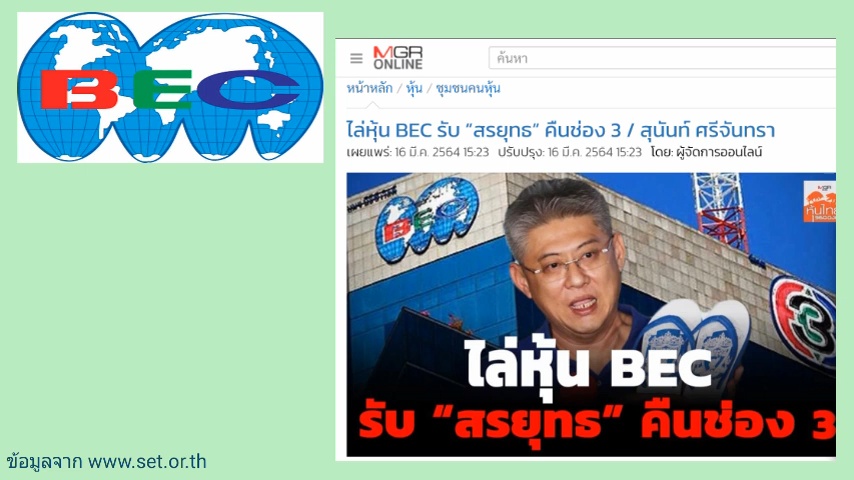 BEC
MGR
ONLINE
ค้นหา
หน้าหลัก / หุ้น / ชุมชนคนหุ้น
ไล่หุ้น BEC รับ “สรยุทธ“ คืนช่อง 3 / สุนันท์ ศรีจันทรา
เผยแพร่: 16 มี.ค. 2564 15:23 ปรับปรุง: 16 มี.ค. 2564 15:23 โดย: ผู้จัดการออนไลน์
BEC
MGR
3
ไล่หุ้น BEC
รับ “สรยุทธ” คืนช่อง 3
ข้อมูลจาก www.set.or.th